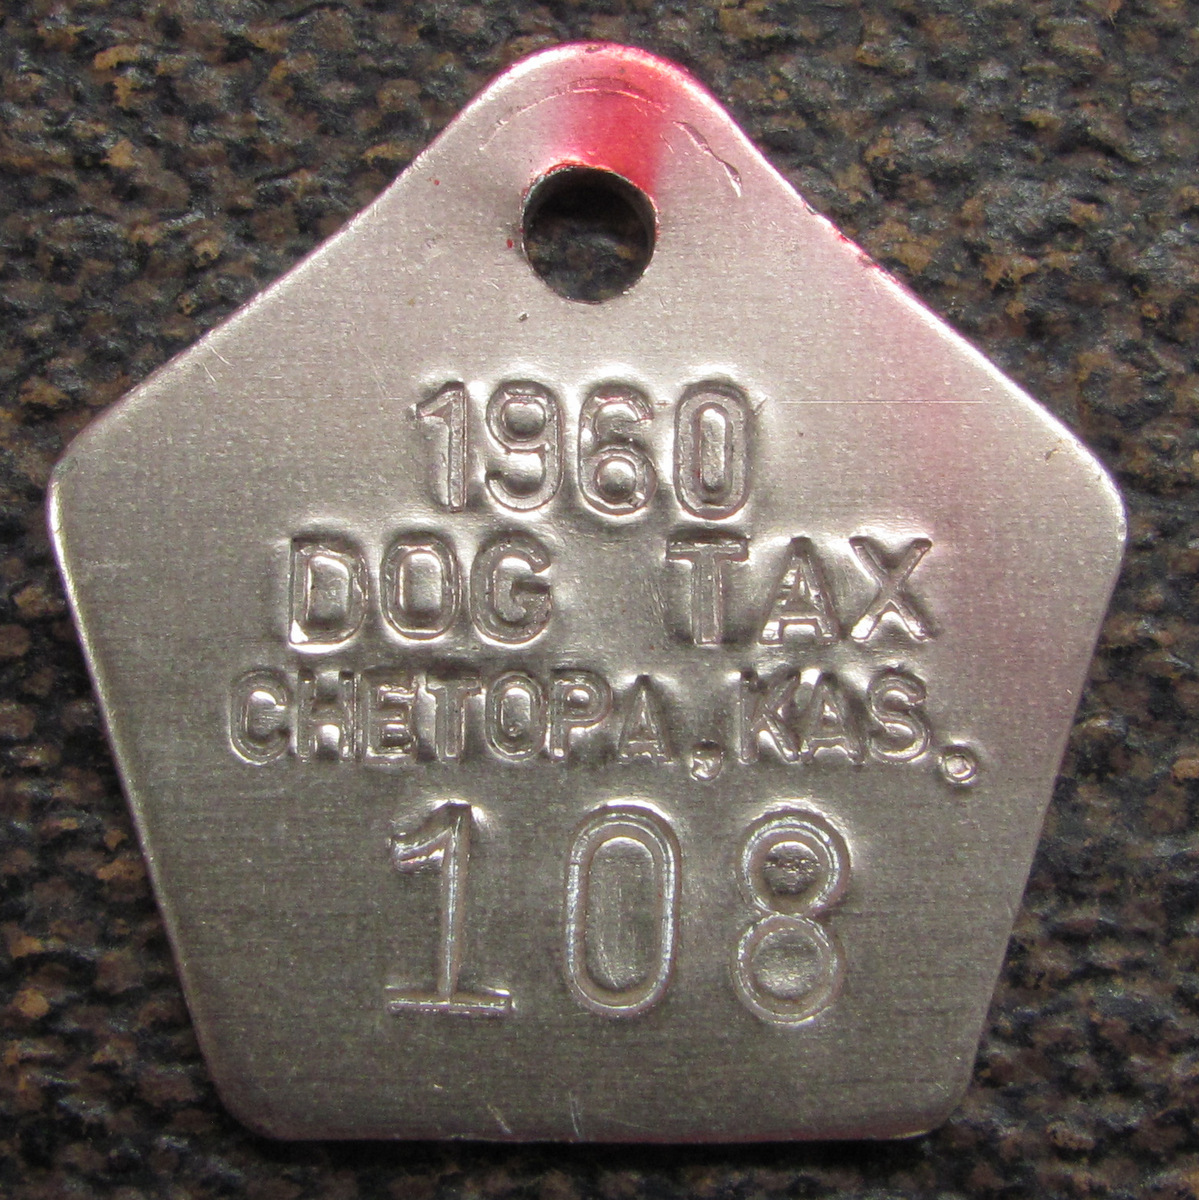 1960
DOG TAX
CHETOPA, KAS.
108